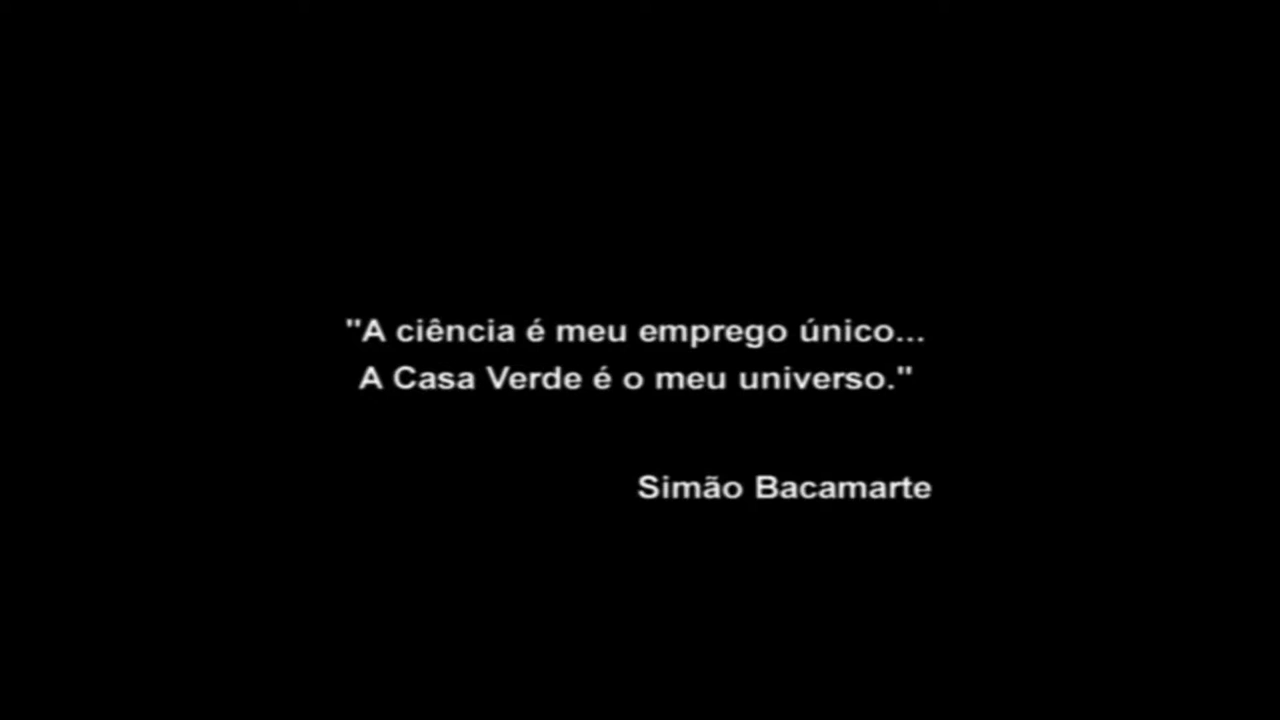 "A ciência é meu emprego único...
A Casa Verde é o meu universo."
Simão Bacamarte